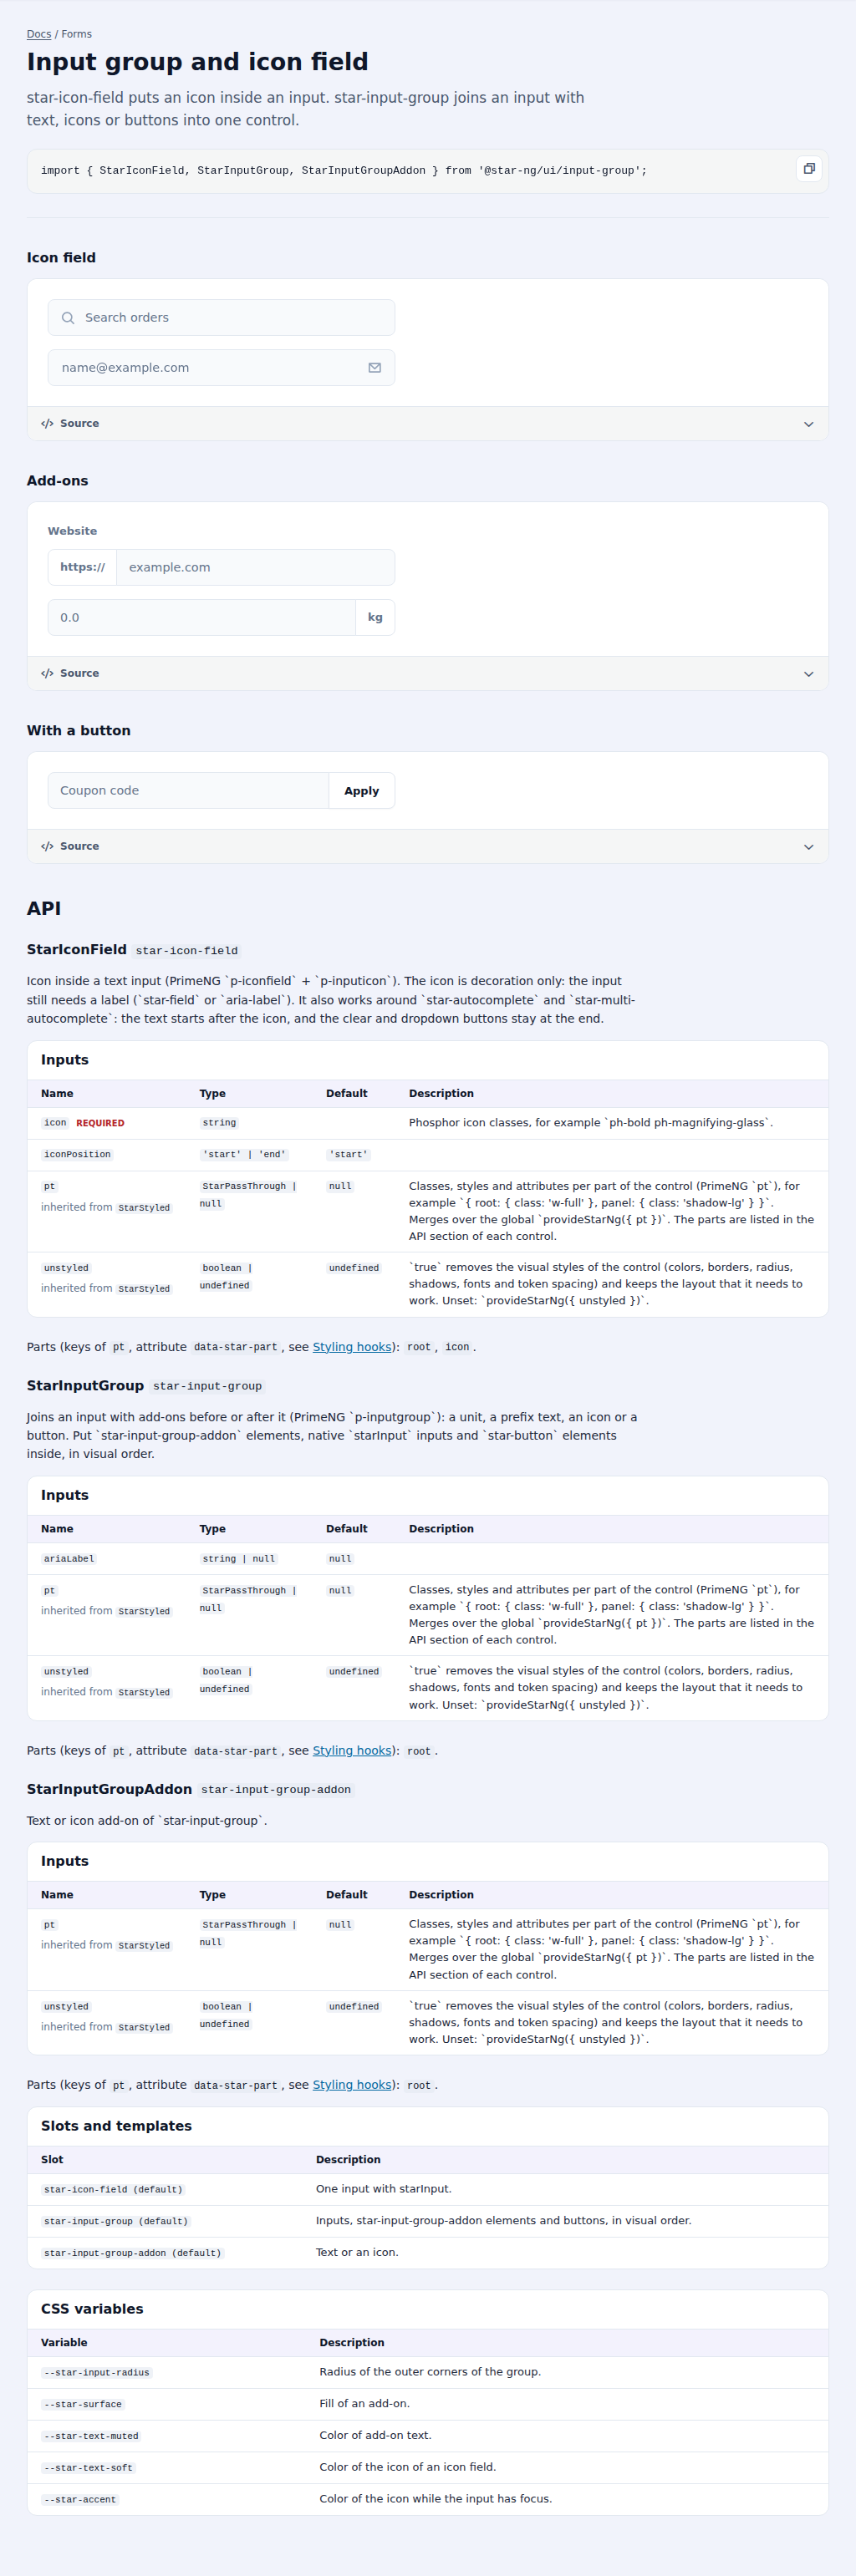 Docs / Forms
Input group and icon field
star-icon-field puts an icon inside an input. star-input-group joins an input with
text, icons or buttons into one control.
import { StarIconField, StarInputGroup, StarInputGroupAddon } from '@star-ng/ui/input-group';
Icon field
Search orders
name@example.com
Source
Add-ons
Website
https:// example.com
0.0 kg
Source
With a button
Coupon code Apply
Source
API
StarIconField star-icon-field
Icon inside a text input (PrimeNG `p-iconfield` + `p-inputicon`). The icon is decoration only: the input
still needs a label (`star-field` or `aria-label`). It also works around `star-autocomplete` and `star-multi-
autocomplete`: the text starts after the icon, and the clear and dropdown buttons stay at the end.
Inputs
Name Type Default Description
icon REQUIRED string Phosphor icon classes, for example `ph-bold ph-magnifying-glass`.
iconPosition 'start' | 'end' 'start'
pt StarPassThrough | null Classes, styles and attributes per part of the control (PrimeNG `pt`), for
inherited from StarStyled null example `{ root: { class: 'w-full' }, panel: { class: 'shadow-lg' } }`.
Merges over the global `provideStarNg({ pt })`. The parts are listed in the
API section of each control.
unstyled boolean | undefined `true` removes the visual styles of the control (colors, borders, radius,
inherited from StarStyled undefined shadows, fonts and token spacing) and keeps the layout that it needs to
work. Unset: `provideStarNg({ unstyled })`.
Parts (keys of pt, attribute data-star-part, see Styling hooks): root, icon.
StarInputGroup star-input-group
Joins an input with add-ons before or after it (PrimeNG `p-inputgroup`): a unit, a prefix text, an icon or a
button. Put `star-input-group-addon` elements, native `starInput` inputs and `star-button` elements
inside, in visual order.
Inputs
Name Type Default Description
ariaLabel string | null null
pt StarPassThrough | null Classes, styles and attributes per part of the control (PrimeNG `pt`), for
inherited from StarStyled null example `{ root: { class: 'w-full' }, panel: { class: 'shadow-lg' } }`.
Merges over the global `provideStarNg({ pt })`. The parts are listed in the
API section of each control.
unstyled boolean | undefined `true` removes the visual styles of the control (colors, borders, radius,
inherited from StarStyled undefined shadows, fonts and token spacing) and keeps the layout that it needs to
work. Unset: `provideStarNg({ unstyled })`.
Parts (keys of pt, attribute data-star-part, see Styling hooks): root.
StarInputGroupAddon star-input-group-addon
Text or icon add-on of `star-input-group`.
Inputs
Name Type Default Description
pt StarPassThrough | null Classes, styles and attributes per part of the control (PrimeNG `pt`), for
inherited from StarStyled null example `{ root: { class: 'w-full' }, panel: { class: 'shadow-lg' } }`.
Merges over the global `provideStarNg({ pt })`. The parts are listed in the
API section of each control.
unstyled boolean | undefined `true` removes the visual styles of the control (colors, borders, radius,
inherited from StarStyled undefined shadows, fonts and token spacing) and keeps the layout that it needs to
work. Unset: `provideStarNg({ unstyled })`.
Parts (keys of pt, attribute data-star-part, see Styling hooks): root.
Slots and templates
Slot Description
star-icon-field (default) One input with starInput.
star-input-group (default) Inputs, star-input-group-addon elements and buttons, in visual order.
star-input-group-addon (default) Text or an icon.
CSS variables
Variable Description
--star-input-radius Radius of the outer corners of the group.
--star-surface Fill of an add-on.
--star-text-muted Color of add-on text.
--star-text-soft Color of the icon of an icon field.
--star-accent Color of the icon while the input has focus.